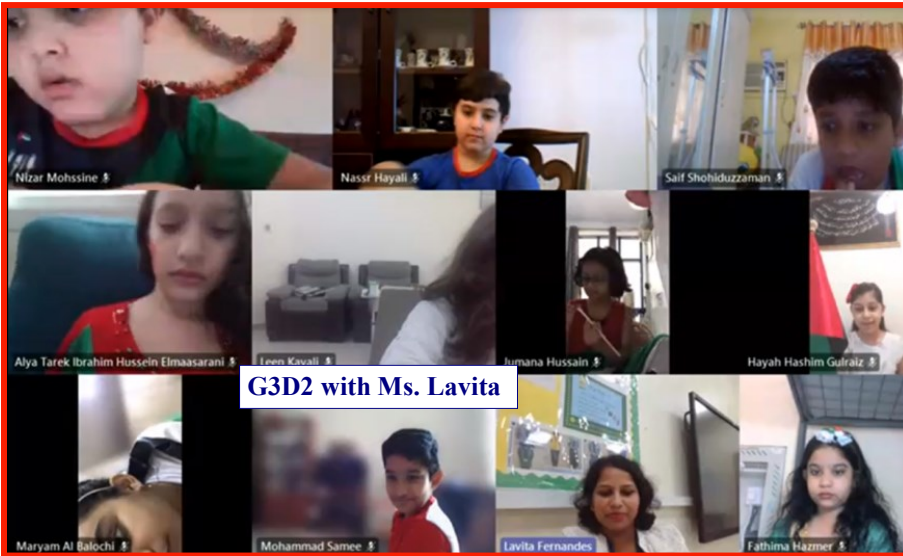 Nizar Mohssine
Nassr Hayali
Saif Shohiduzzaman
Alya Tarek Ibrahim Hussein Elmaasarani
Leen Kayali
Jumana Hussain
Hayah Hashim Gulraiz
G3D2 with Ms. Lavita
Maryam Al Balochi
Mohammad Samee
Lavita Fernandes
Fathima Hazmer